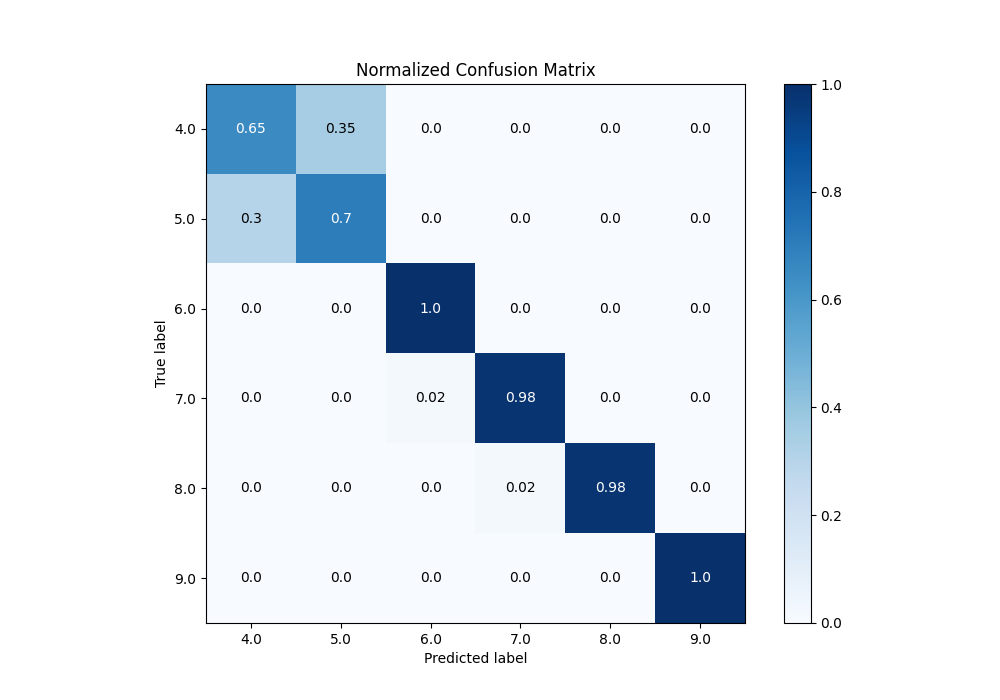 Normalized Confusion Matrix
4.0 0.65 0.35 0.0 0.0 0.0 0.0
5.0 0.3 0.7 0.0 0.0 0.0 0.0
6.0 0.0 0.0 1.0 0.0 0.0 0.0
7.0 0.0 0.0 0.02 0.98 0.0 0.0
8.0 0.0 0.0 0.0 0.02 0.98 0.0
9.0 0.0 0.0 0.0 0.0 0.0 1.0
4.0 5.0 6.0 7.0 8.0 9.0
Predicted label
True label
1.0
0.8
0.6
0.4
0.2
0.0